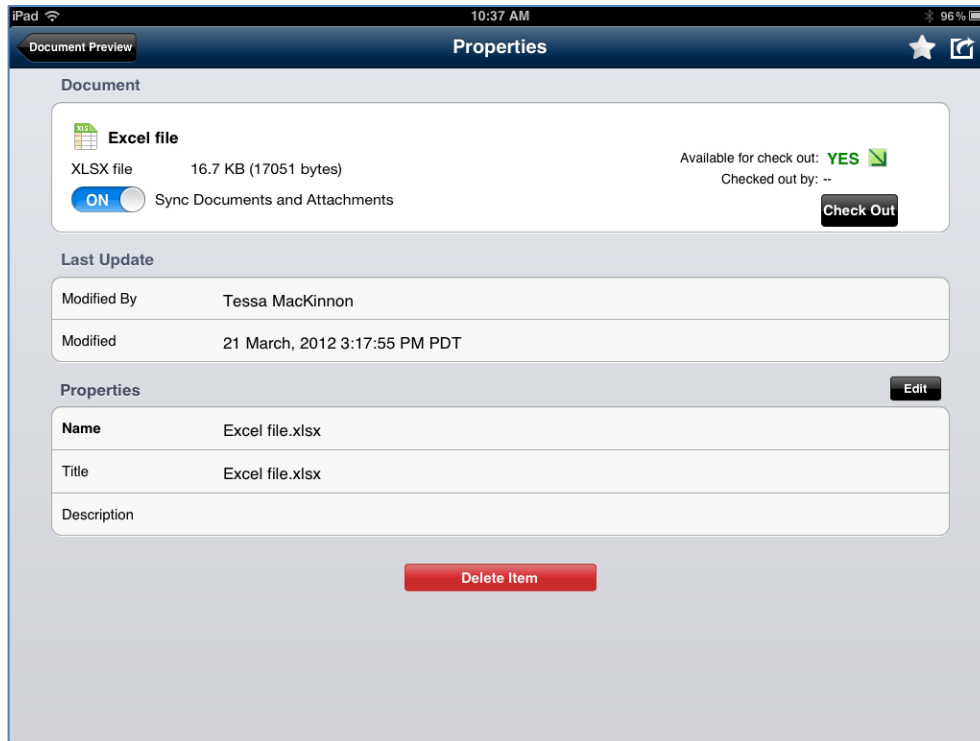 iPad 10:37 AM 96%
Document Preview Properties
Document
XLS Excel file
XLSX file 16.7 KB (17051 bytes)
Available for check out: YES
Checked out by: --
ON Sync Documents and Attachments
Check Out
Last Update
Modified By Tessa MacKinnon
Modified 21 March, 2012 3:17:55 PM PDT
Properties Edit
Name Excel file.xlsx
Title Excel file.xlsx
Description
Delete Item